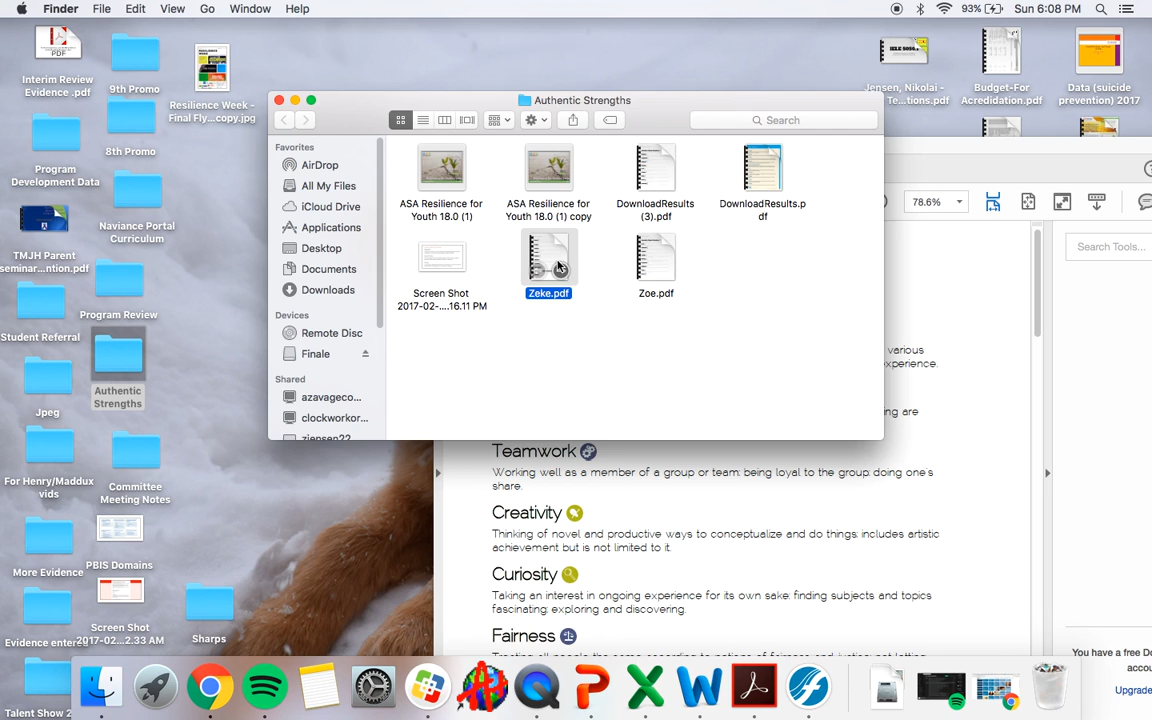 Finder File Edit View Go Window Help
93% Sun 6:08 PM
Interim Review
Evidence .pdf
9th Promo
Resilience Week -
Final Fly...copy.jpg
Jensen, Nikolai -
Te...tions.pdf
Budget-For
Acredidation.pdf
Data (suicide
prevention) 2017
Program
Development Data
8th Promo
TMJH Parent
seminar...ntion.pdf
Naviance Portal
Curriculum
Student Referral
Program Review
Jpeg
Authentic
Strengths
For Henry/Maddux
vids
Committee
Meeting Notes
More Evidence
PBIS Domains
Evidence entere
Screen Shot
2017-02...2.33 AM
Sharps
Talent Show 2
Authentic Strengths
Search
Favorites
AirDrop
All My Files
iCloud Drive
Applications
Desktop
Documents
Downloads
Devices
Remote Disc
Finale
Shared
azavageco...
clockworkor...
zjensen22
ASA Resilience for
Youth 18.0 (1)
ASA Resilience for
Youth 18.0 (1) copy
DownloadResults
(3).pdf
DownloadResults.p
df
Screen Shot
2017-02-....16.11 PM
Zeke.pdf
Zoe.pdf
78.6%
Search Tools...
various
xperience.
ng are
Teamwork
Working well as a member of a group or team; being loyal to the group; doing one's
share.
Creativity
Thinking of novel and productive ways to conceptualize and do things; includes artistic
achievement but is not limited to it.
Curiosity
Taking an interest in ongoing experience for its own sake; finding subjects and topics
fascinating; exploring and discovering.
Fairness
You have a free Do
accou
Upgrade